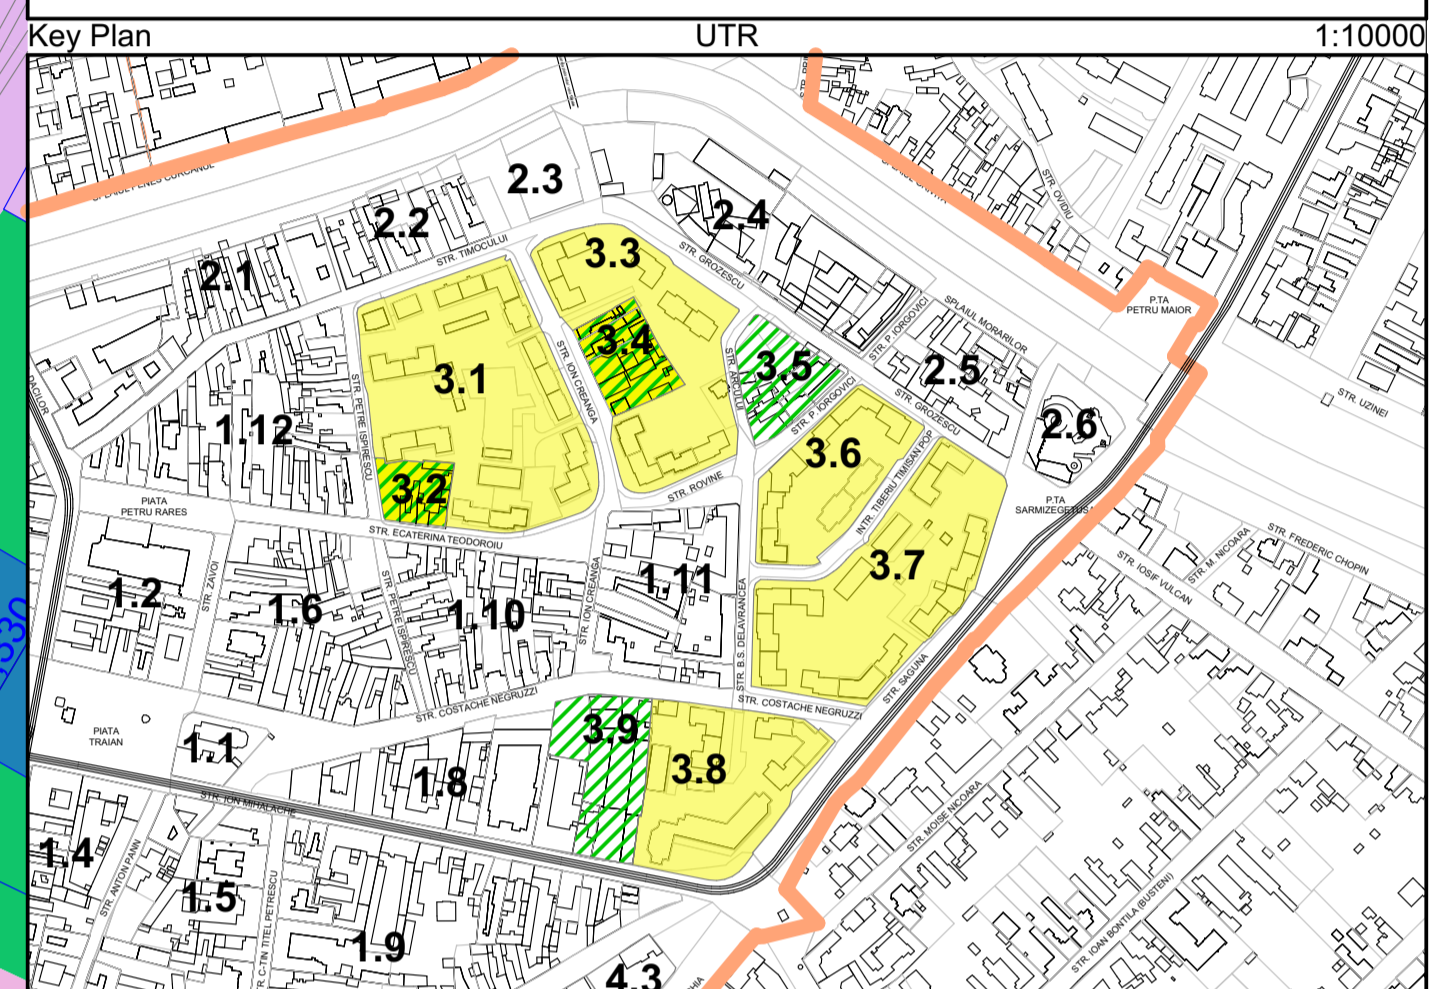 Key Plan UTR 1:10000
2.3
2.2
STR. TIMOCULUI
2.4
STR. GROZESCU
STR. OVIDIU
2.1
3.3
P.TA
PETRU MAIOR
SPLAIUL MORARILOR
STR. P. IORGOVICI
3.4
3.5
2.5
3.1
STR. ION CREANGA
STR. ARCULUI
STR. P. IORGOVICI
STR. GROZESCU
STR. UZINEI
STR. PETRE ISPIRESCU
1.12
2.6
3.6
INTR. TIBERIU TIMISAN POP
3.2
STR. ROVINE
PIATA
PETRU RARES
P.TA
SARMIZEGETUSA
STR. ECATERINA TEODOROIU
STR. FREDERIC CHOPIN
STR. M. NICOARA
STR. IOSIF VULCAN
3.7
1.2
STR. ZAVOI
1.6
STR. PETRE ISPIRESCU
1.10
STR. ION CREANGA
1.11
STR. B.S. DELAVRANCEA
STR. SAGUNA
STR. COSTACHE NEGRUZZI
STR. COSTACHE NEGRUZZI
PIATA
TRAIAN
1.1
3.9
3.8
1.8
STR. ION MIHALACHE
STR. MOISE NICOARA
1.4
STR. ANTON PANN
1.5
STR. C-TIN TITEL PETRESCU
1.9
STR. IOAN BONTILA (BUSTENI)
4.3